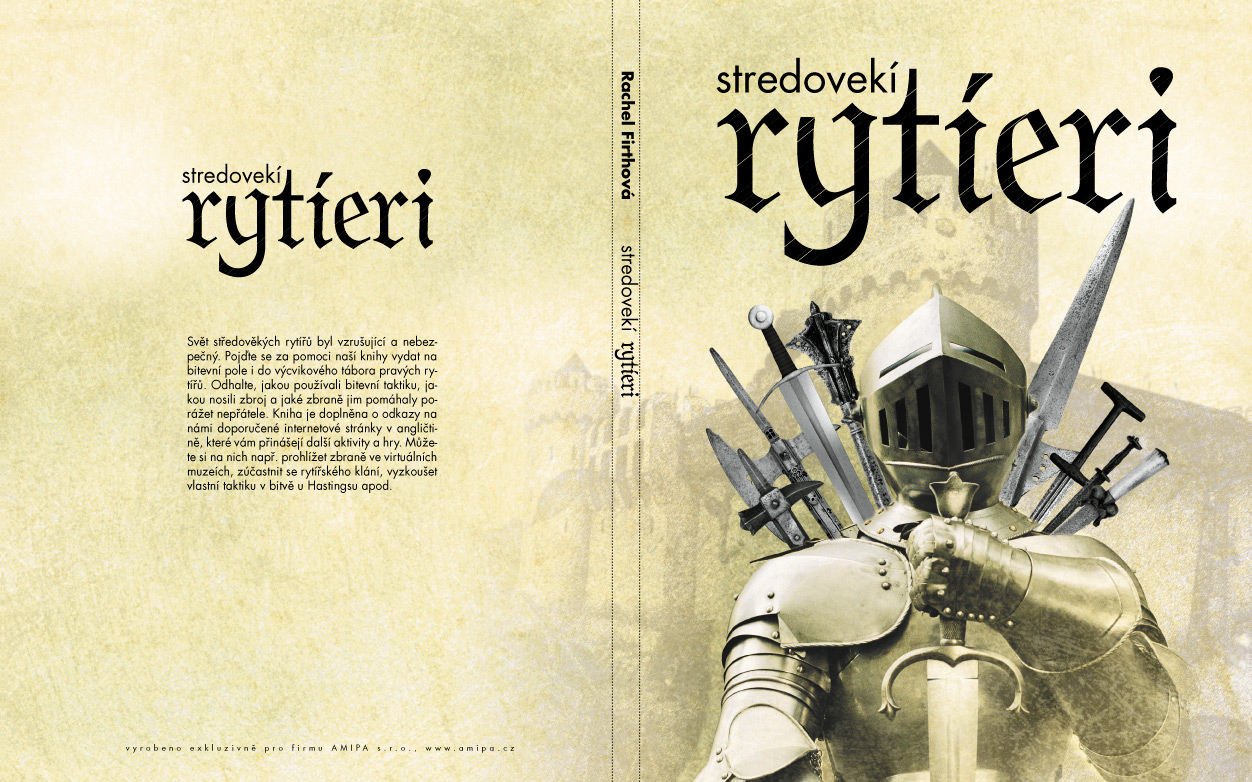 stredovekí
rytíeri
Svět středověkých rytířů byl vzrušující a nebez-
pečný. Pojďte se za pomoci naší knihy vydat na
bitevní pole i do výcvikového tábora pravých ry-
tířů. Odhalte, jakou používali bitevní taktiku, ja-
kou nosili zbroj a jaké zbraně jim pomáhaly po-
rážet nepřátele. Kniha je doplněna o odkazy na
námi doporučené internetové stránky v angličti-
ně, které vám přinášejí další aktivity a hry. Může-
te si na nich např. prohlížet zbraně ve virtuálních
muzeích, zúčastnit se rytířského klání, vyzkoušet
vlastní taktiku v bitvě u Hastingsu apod.
vyrobeno exkluzivně pro firmu AMIPA s.r.o., www.amipa.cz
Rachel Firthová stredovekí rytíeri
stredovekí
rytíeri